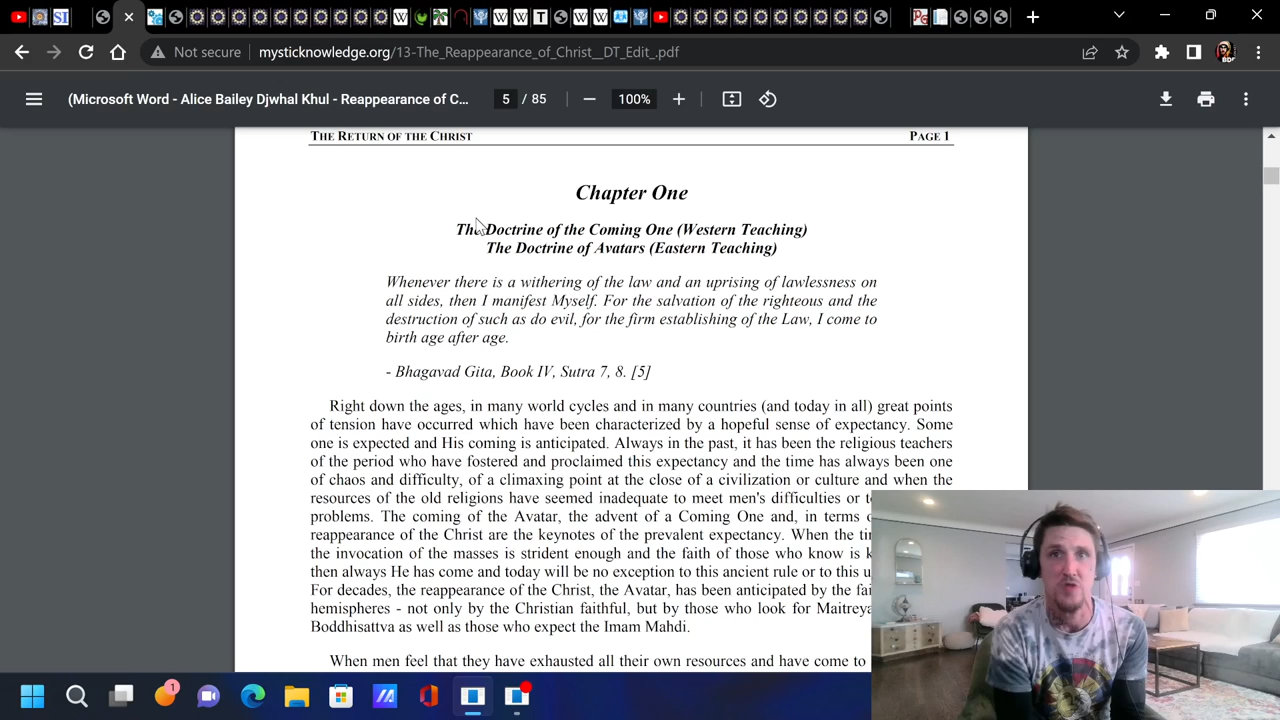 SI
W
W W T W W
Not secure mysticknowledge.org/13-The_Reappearance_of_Christ__DT_Edit_.pdf
BDF
(Microsoft Word - Alice Bailey Djwhal Khul - Reappearance of C... 5 / 85 100%
THE RETURN OF THE CHRIST PAGE 1
Chapter One
The Doctrine of the Coming One (Western Teaching)
The Doctrine of Avatars (Eastern Teaching)
Whenever there is a withering of the law and an uprising of lawlessness on
all sides, then I manifest Myself. For the salvation of the righteous and the
destruction of such as do evil, for the firm establishing of the Law, I come to
birth age after age.
- Bhagavad Gita, Book IV, Sutra 7, 8. [5]
Right down the ages, in many world cycles and in many countries (and today in all) great points
of tension have occurred which have been characterized by a hopeful sense of expectancy. Some
one is expected and His coming is anticipated. Always in the past, it has been the religious teachers
of the period who have fostered and proclaimed this expectancy and the time has always been one
of chaos and difficulty, of a climaxing point at the close of a civilization or culture and when the
resources of the old religions have seemed inadequate to meet men's difficulties or
problems. The coming of the Avatar, the advent of a Coming One and, in terms
reappearance of the Christ are the keynotes of the prevalent expectancy. When the
the invocation of the masses is strident enough and the faith of those who know is
then always He has come and today will be no exception to this ancient rule or to this
For decades, the reappearance of the Christ, the Avatar, has been anticipated by the
hemispheres - not only by the Christian faithful, but by those who look for Maitreya
Boddhisattva as well as those who expect the Imam Mahdi.
When men feel that they have exhausted all their own resources and have come to
1